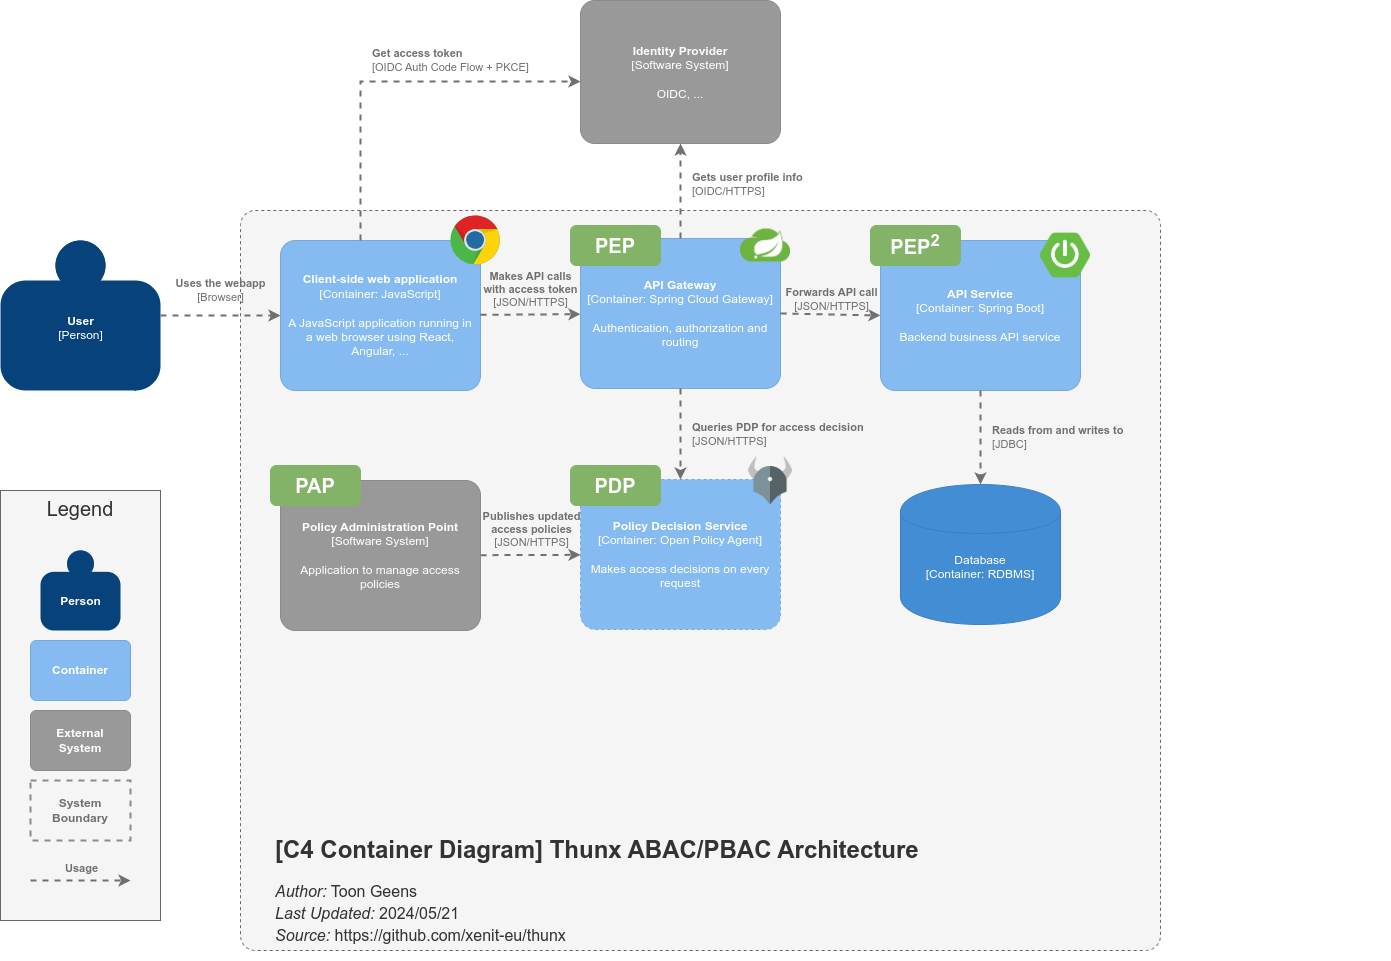 Get access token
[OIDC Auth Code Flow + PKCE]
Identity Provider
[Software System]
OIDC, ...
Gets user profile info
[OIDC/HTTPS]
User
[Person]
Uses the webapp
[Browser]
Client-side web application
[Container: JavaScript]
A JavaScript application running in
a web browser using React,
Angular, ...
Makes API calls
with access token
[JSON/HTTPS]
PEP
API Gateway
[Container: Spring Cloud Gateway]
Authentication, authorization and
routing
Forwards API call
[JSON/HTTPS]
PEP2
API Service
[Container: Spring Boot]
Backend business API service
Queries PDP for access decision
[JSON/HTTPS]
Reads from and writes to
[JDBC]
PAP
Policy Administration Point
[Software System]
Application to manage access
policies
Publishes updated
access policies
[JSON/HTTPS]
PDP
Policy Decision Service
[Container: Open Policy Agent]
Makes access decisions on every
request
Database
[Container: RDBMS]
Legend
Person
Container
External
System
System
Boundary
Usage
[C4 Container Diagram] Thunx ABAC/PBAC Architecture
Author: Toon Geens
Last Updated: 2024/05/21
Source: https://github.com/xenit-eu/thunx